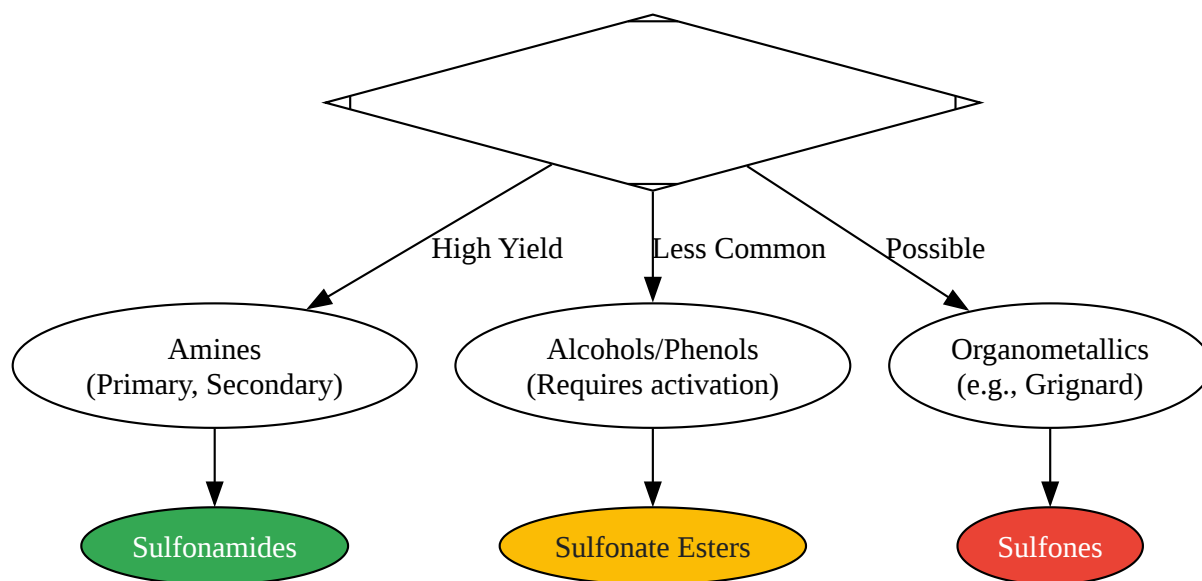 High Yield
Less Common
Possible
Amines
(Primary, Secondary)
Alcohols/Phenols
(Requires activation)
Organometallics
(e.g., Grignard)
Sulfonamides
Sulfonate Esters
Sulfones